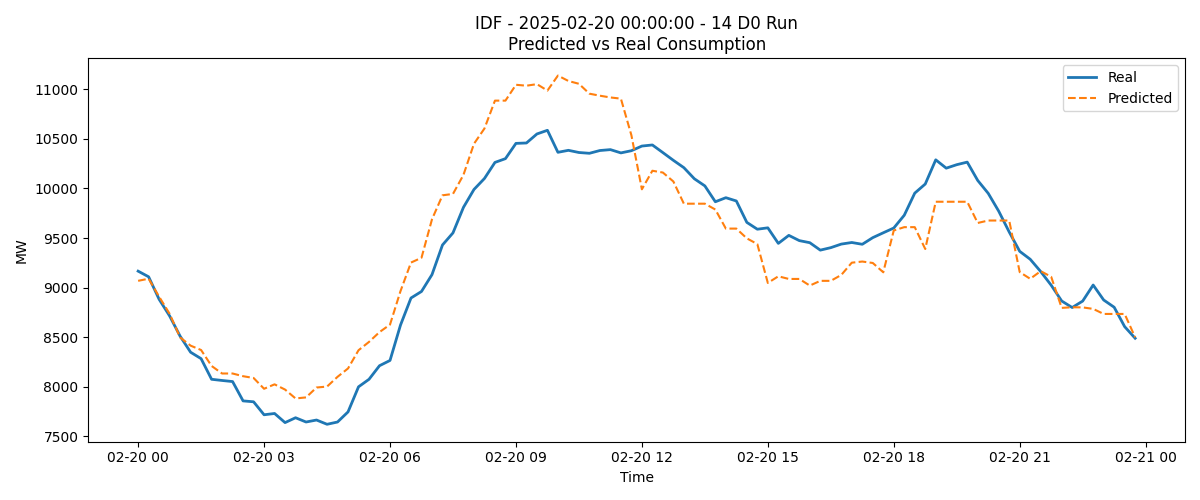 IDF - 2025-02-20 00:00:00 - 14 D0 Run
Predicted vs Real Consumption
Real
Predicted
MW
11000
10500
10000
9500
9000
8500
8000
7500
02-20 00
02-20 03
02-20 06
02-20 09
02-20 12
02-20 15
02-20 18
02-20 21
02-21 00
Time